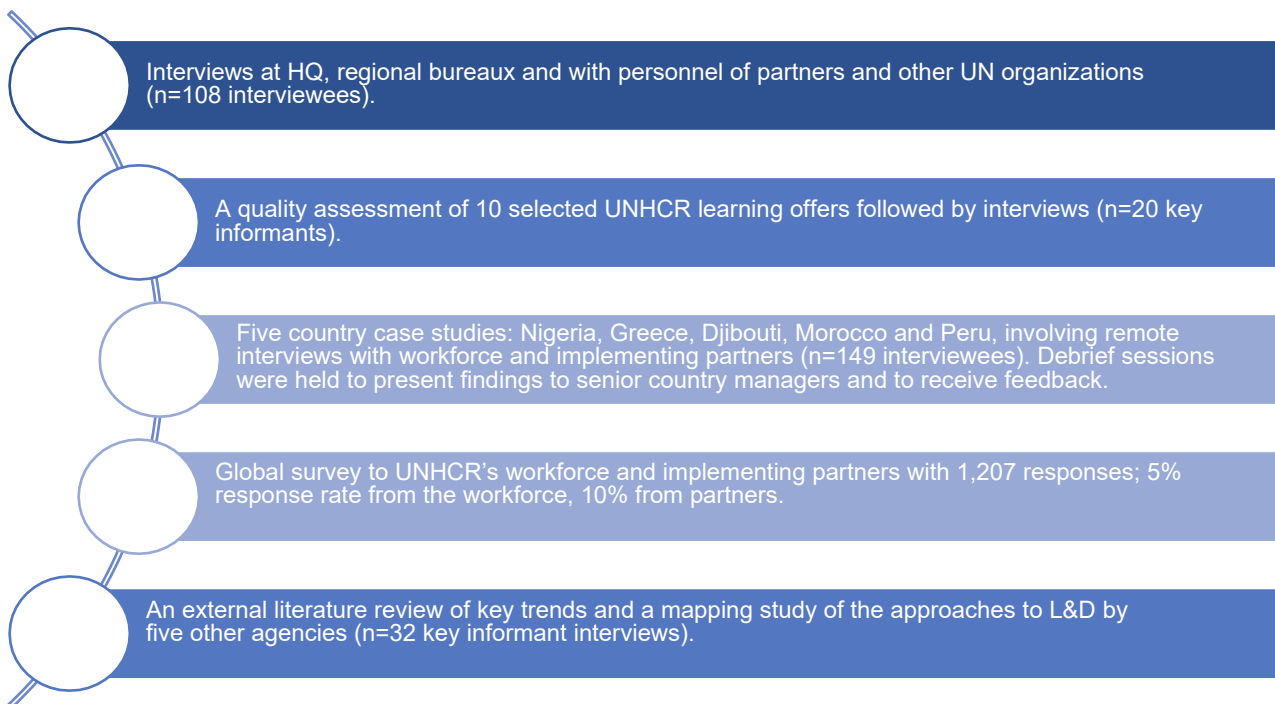 Interviews at HQ, regional bureaux and with personnel of partners and other UN organizations
(n=108 interviewees).
A quality assessment of 10 selected UNHCR learning offers followed by interviews (n=20 key
informants).
Five country case studies: Nigeria, Greece, Djibouti, Morocco and Peru, involving remote
interviews with workforce and implementing partners (n=149 interviewees). Debrief sessions
were held to present findings to senior country managers and to receive feedback.
Global survey to UNHCR’s workforce and implementing partners with 1,207 responses; 5%
response rate from the workforce, 10% from partners.
An external literature review of key trends and a mapping study of the approaches to L&D by
five other agencies (n=32 key informant interviews).